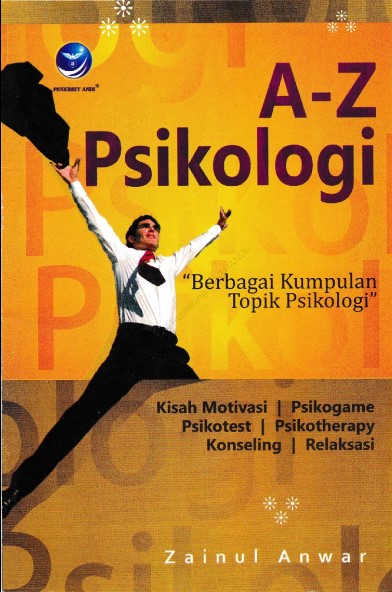 PENERBIT ANDI®
A-Z
Psikologi
"Berbagai Kumpulan
Topik Psikologi"
Kisah Motivasi | Psikogame
Psikotest | Psikotherapy
Konseling | Relaksasi
Zainul Anwar